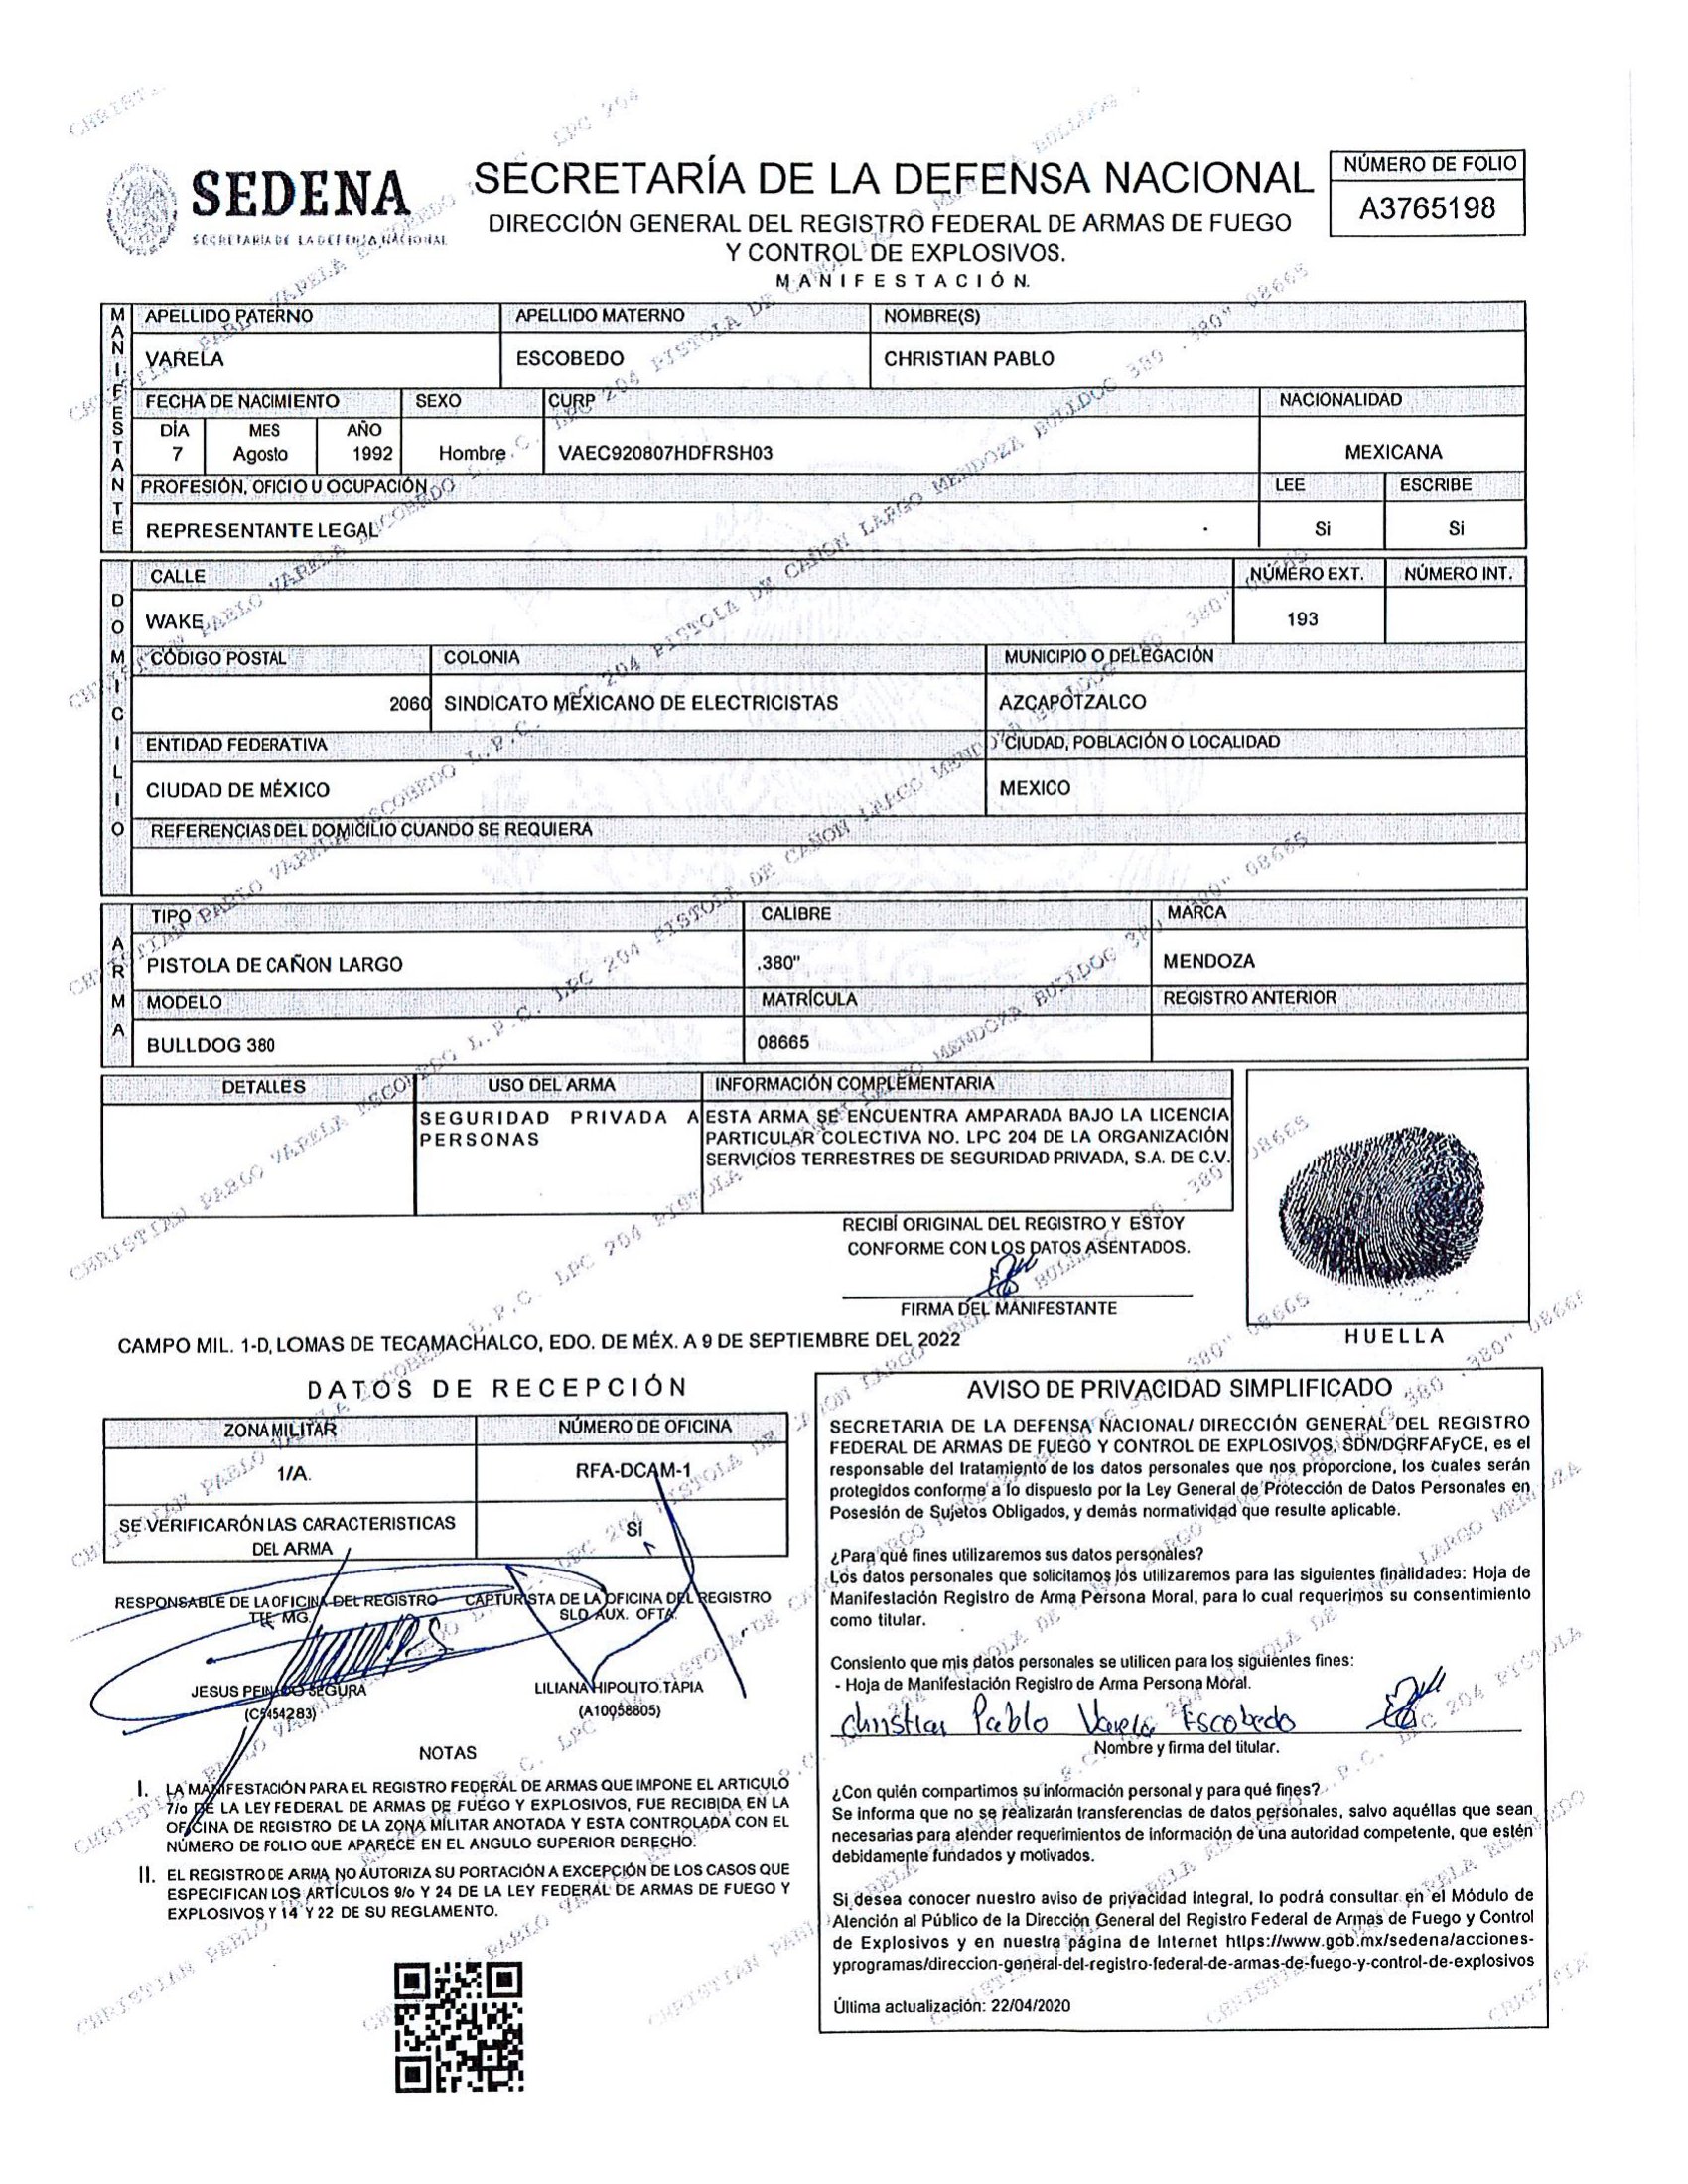 SEDENA
SECRETARÍA DE LA DEFENSA NACIONAL
SECRETARÍA DE LA DEFENSA NACIONAL
DIRECCIÓN GENERAL DEL REGISTRO FEDERAL DE ARMAS DE FUEGO
Y CONTROL DE EXPLOSIVOS.
MANIFESTACIÓN.
NÚMERO DE FOLIO
A3765198
MANIFESTANTE
APELLIDO PATERNO APELLIDO MATERNO NOMBRE(S)
VARELA ESCOBEDO CHRISTIAN PABLO
FECHA DE NACIMIENTO SEXO CURP NACIONALIDAD
DÍA MES AÑO
7 Agosto 1992 Hombre VAEC920807HDFRSH03 MEXICANA
PROFESIÓN, OFICIO U OCUPACIÓN LEE ESCRIBE
REPRESENTANTE LEGAL Si Si
DOMICILIO
CALLE NÚMERO EXT. NÚMERO INT.
WAKE 193
CÓDIGO POSTAL COLONIA MUNICIPIO O DELEGACIÓN
2060 SINDICATO MEXICANO DE ELECTRICISTAS AZCAPOTZALCO
ENTIDAD FEDERATIVA CIUDAD, POBLACIÓN O LOCALIDAD
CIUDAD DE MÉXICO MEXICO
REFERENCIAS DEL DOMICILIO CUANDO SE REQUIERA
ARMA
TIPO CALIBRE MARCA
PISTOLA DE CAÑON LARGO .380" MENDOZA
MODELO MATRÍCULA REGISTRO ANTERIOR
BULLDOG 380 08665
DETALLES USO DEL ARMA INFORMACIÓN COMPLEMENTARIA
SEGURIDAD PRIVADA A PERSONAS
ESTA ARMA SE ENCUENTRA AMPARADA BAJO LA LICENCIA
PARTICULAR COLECTIVA NO. LPC 204 DE LA ORGANIZACIÓN
SERVICIOS TERRESTRES DE SEGURIDAD PRIVADA, S.A. DE C.V.
RECIBÍ ORIGINAL DEL REGISTRO Y ESTOY
CONFORME CON LOS DATOS ASENTADOS.
FIRMA DEL MANIFESTANTE
HUELLA
CAMPO MIL. 1-D, LOMAS DE TECAMACHALCO, EDO. DE MÉX. A 9 DE SEPTIEMBRE DEL 2022
DATOS DE RECEPCIÓN
ZONA MILITAR NÚMERO DE OFICINA
1/A. RFA-DCAM-1
SE VERIFICARÓN LAS CARACTERISTICAS
DEL ARMA
SÍ
RESPONSABLE DE LA OFICINA DEL REGISTRO
TTE. MG.
JESUS PEINADO SEGURA
(C5454283)
CAPTURISTA DE LA OFICINA DEL REGISTRO
SLD. AUX. OFTA.
LILIANA HIPOLITO TAPIA
(A10058805)
NOTAS
I. LA MANIFESTACIÓN PARA EL REGISTRO FEDERAL DE ARMAS QUE IMPONE EL ARTICULO
7/o DE LA LEY FEDERAL DE ARMAS DE FUEGO Y EXPLOSIVOS, FUE RECIBIDA EN LA
OFICINA DE REGISTRO DE LA ZONA MILITAR ANOTADA Y ESTA CONTROLADA CON EL
NÚMERO DE FOLIO QUE APARECE EN EL ANGULO SUPERIOR DERECHO.
II. EL REGISTRO DE ARMA NO AUTORIZA SU PORTACIÓN A EXCEPCIÓN DE LOS CASOS QUE
ESPECIFICAN LOS ARTÍCULOS 9/o Y 24 DE LA LEY FEDERAL DE ARMAS DE FUEGO Y
EXPLOSIVOS Y 14 Y 22 DE SU REGLAMENTO.
AVISO DE PRIVACIDAD SIMPLIFICADO
SECRETARIA DE LA DEFENSA NACIONAL/ DIRECCIÓN GENERAL DEL REGISTRO
FEDERAL DE ARMAS DE FUEGO Y CONTROL DE EXPLOSIVOS, SDN/DGRFAFyCE, es el
responsable del tratamiento de los datos personales que nos proporcione, los cuales serán
protegidos conforme a lo dispuesto por la Ley General de Protección de Datos Personales en
Posesión de Sujetos Obligados, y demás normatividad que resulte aplicable.
¿Para qué fines utilizaremos sus datos personales?
Los datos personales que solicitamos los utilizaremos para las siguientes finalidades: Hoja de
Manifestación Registro de Arma Persona Moral, para lo cual requerimos su consentimiento
como titular.
Consiento que mis datos personales se utilicen para los siguientes fines:
- Hoja de Manifestación Registro de Arma Persona Moral.
Christian Pablo Varela Escobedo
Nombre y firma del titular.
¿Con quién compartimos su información personal y para qué fines?
Se informa que no se realizarán transferencias de datos personales, salvo aquéllas que sean
necesarias para atender requerimientos de información de una autoridad competente, que estén
debidamente fundados y motivados.
Si desea conocer nuestro aviso de privacidad integral, lo podrá consultar en el Módulo de
Atención al Público de la Dirección General del Registro Federal de Armas de Fuego y Control
de Explosivos y en nuestra página de Internet https://www.gob.mx/sedena/acciones-
yprogramas/direccion-general-del-registro-federal-de-armas-de-fuego-y-control-de-explosivos
Última actualización: 22/04/2020
CHRISTIAN PABLO VARELA ESCOBEDO L.P.C. LPC 204 PISTOLA DE CAÑON LARGO MENDOZA BULLDOG 380 .380" 08665